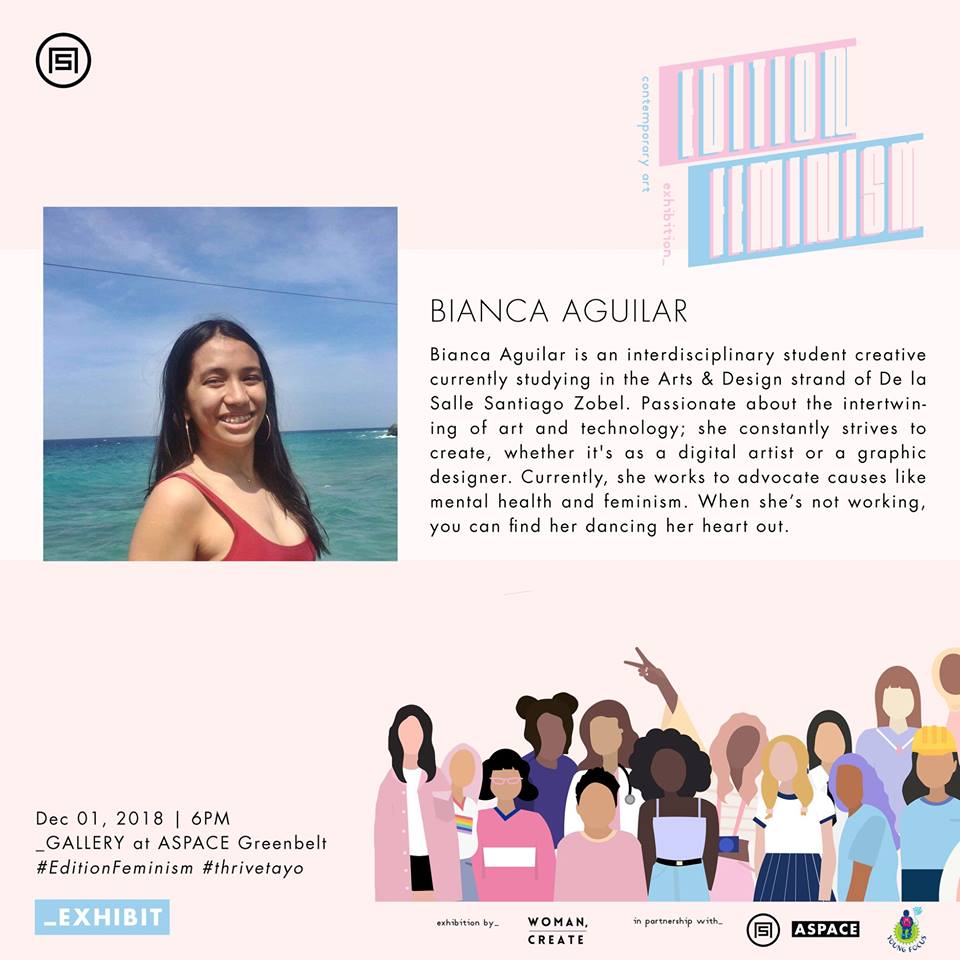 contemporary art
exhibition_
EDITION
FEMINISM
BIANCA AGUILAR
Bianca Aguilar is an interdisciplinary student creative
currently studying in the Arts & Design strand of De la
Salle Santiago Zobel. Passionate about the intertwin-
ing of art and technology; she constantly strives to
create, whether it's as a digital artist or a graphic
designer. Currently, she works to advocate causes like
mental health and feminism. When she‘s not working,
you can find her dancing her heart out.
Dec 01, 2018 | 6PM
_GALLERY at ASPACE Greenbelt
#EditionFeminism #thrivetayo
_EXHIBIT
exhibition by_
WOMAN,
CREATE
in partnership with_
ASPACE
YOUNG FOCUS